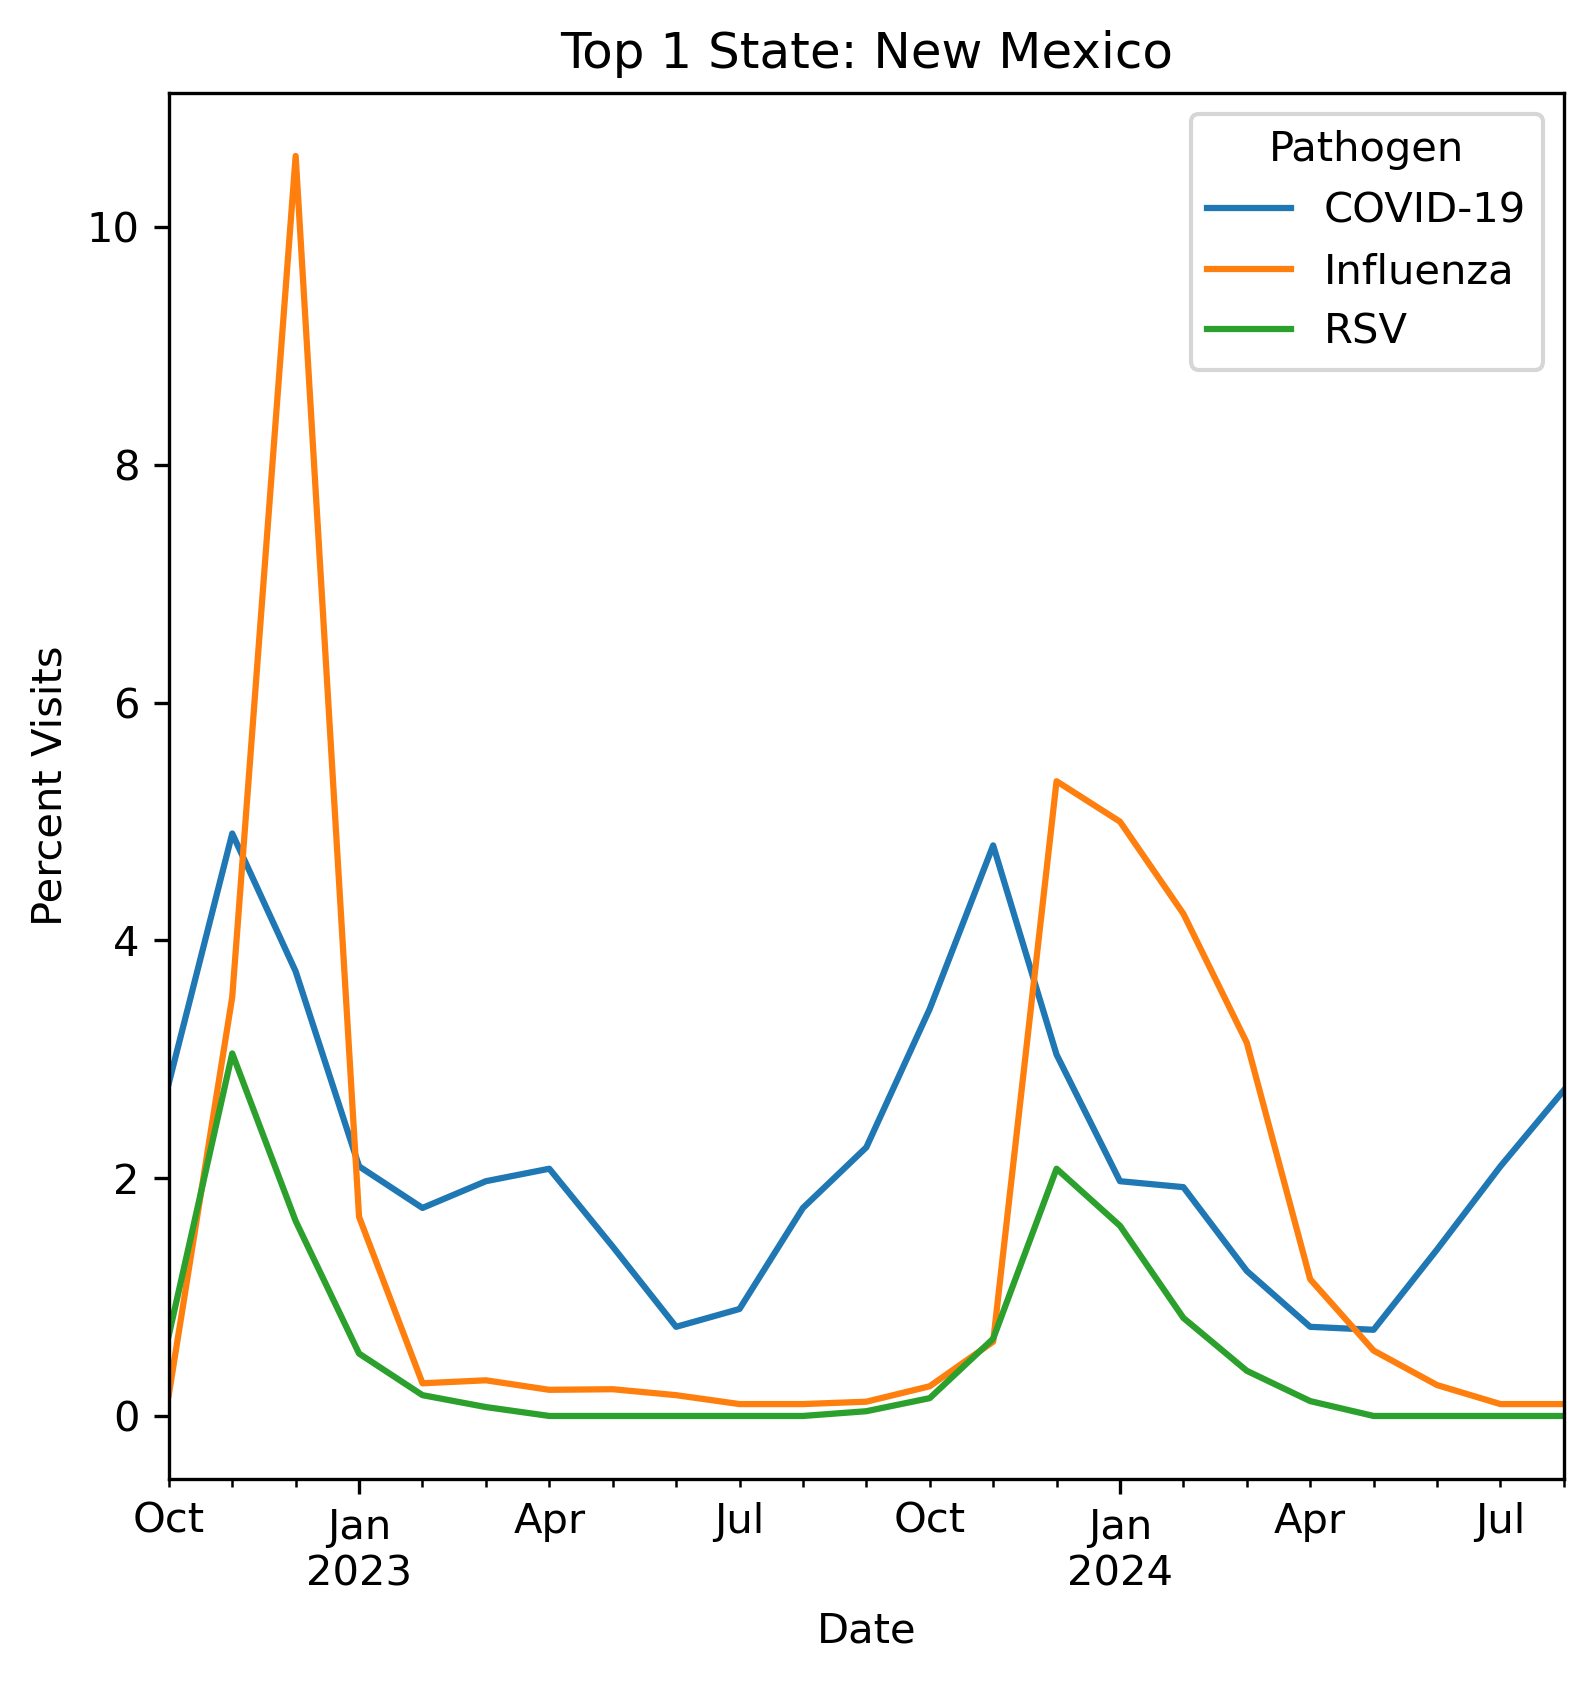 Top 1 State: New Mexico
Pathogen
COVID-19
Influenza
RSV
Percent Visits
10
8
6
4
2
0
Oct Jan Apr Jul Oct Jan Apr Jul
2023 2024
Date